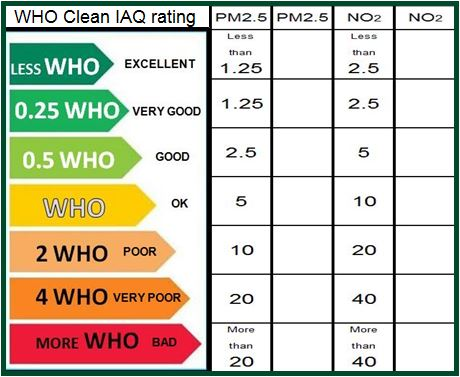 WHO Clean IAQ rating PM2.5 PM2.5 NO₂ NO₂
LESS WHO EXCELLENT Less than 1.25 Less than 2.5
0.25 WHO VERY GOOD 1.25 2.5
0.5 WHO GOOD 2.5 5
WHO OK 5 10
2 WHO POOR 10 20
4 WHO VERY POOR 20 40
MORE WHO BAD More than 20 More than 40